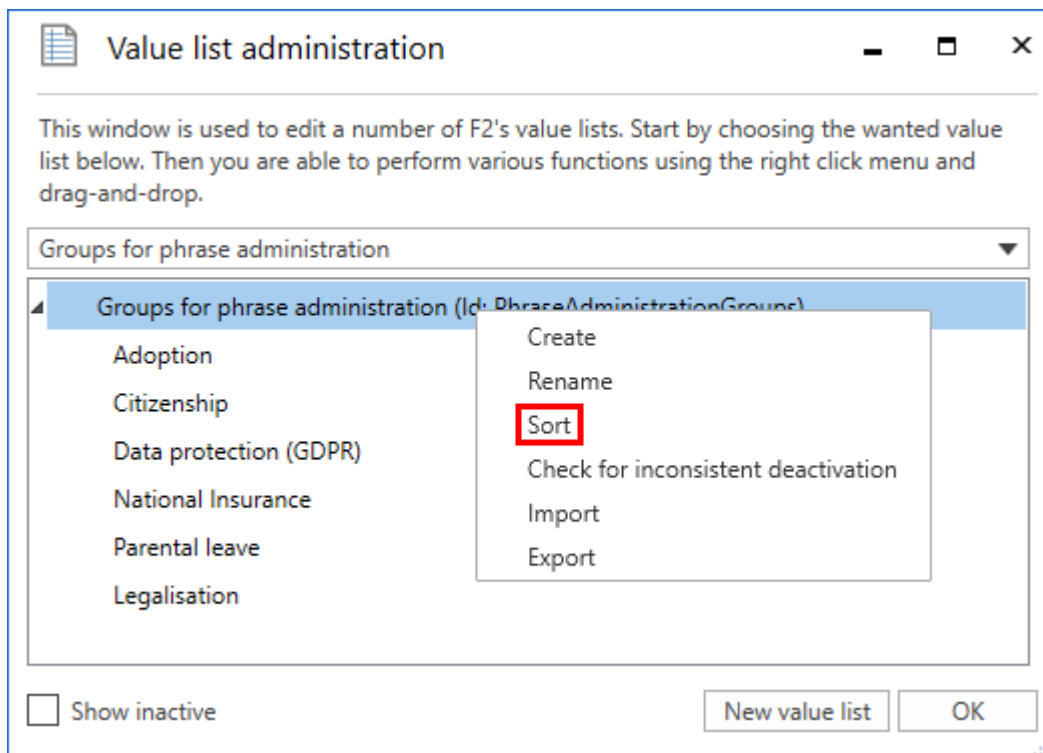 Value list administration
This window is used to edit a number of F2's value lists. Start by choosing the wanted value
list below. Then you are able to perform various functions using the right click menu and
drag-and-drop.
Groups for phrase administration
Groups for phrase administration (Id: PhraseAdministrationGroups)
Create
Adoption
Rename
Citizenship
Sort
Data protection (GDPR)
Check for inconsistent deactivation
National Insurance
Import
Parental leave
Export
Legalisation
Show inactive
New value list
OK